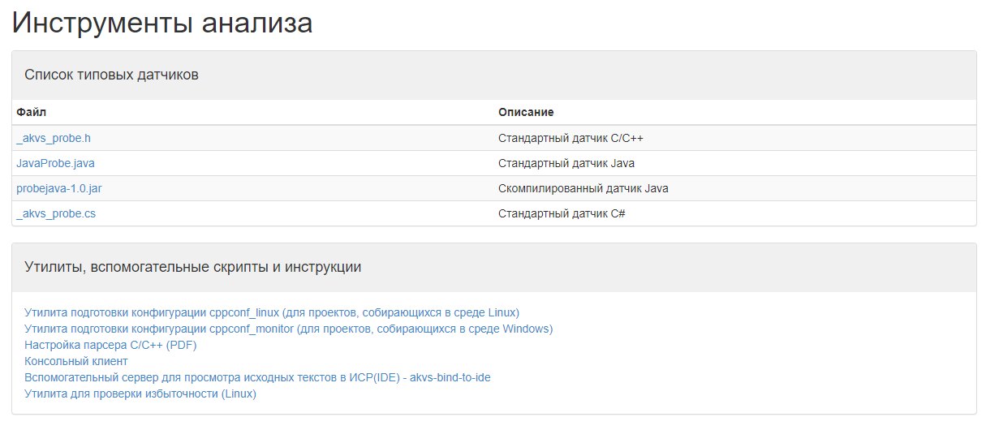 Инструменты анализа
Список типовых датчиков
Файл Описание
_akvs_probe.h Стандартный датчик C/C++
JavaProbe.java Стандартный датчик Java
probejava-1.0.jar Скомпилированный датчик Java
_akvs_probe.cs Стандартный датчик C#
Утилиты, вспомогательные скрипты и инструкции
Утилита подготовки конфигурации cppconf_linux (для проектов, собирающихся в среде Linux)
Утилита подготовки конфигурации cppconf_monitor (для проектов, собирающихся в среде Windows)
Настройка парсера C/C++ (PDF)
Консольный клиент
Вспомогательный сервер для просмотра исходных текстов в ИСР(IDE) - akvs-bind-to-ide
Утилита для проверки избыточности (Linux)